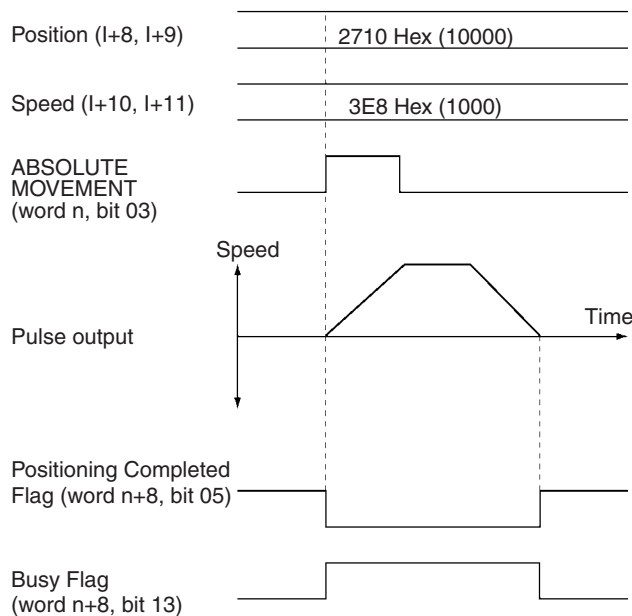 Position (I+8, I+9)
2710 Hex (10000)
Speed (I+10, I+11)
3E8 Hex (1000)
ABSOLUTE
MOVEMENT
(word n, bit 03)
Speed
Time
Pulse output
Positioning Completed
Flag (word n+8, bit 05)
Busy Flag
(word n+8, bit 13)